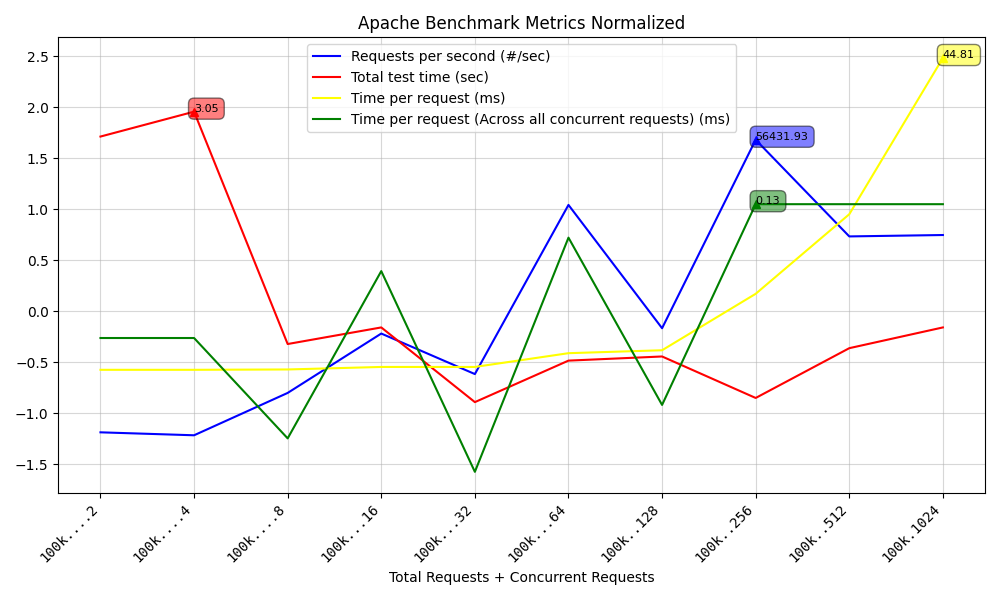 Apache Benchmark Metrics Normalized
Requests per second (#/sec)
Total test time (sec)
Time per request (ms)
Time per request (Across all concurrent requests) (ms)
44.81
3.05
56431.93
0.13
2.5
2.0
1.5
1.0
0.5
0.0
−0.5
−1.0
−1.5
100k....2
100k....4
100k....8
100k...16
100k...32
100k...64
100k..128
100k..256
100k..512
100k.1024
Total Requests + Concurrent Requests